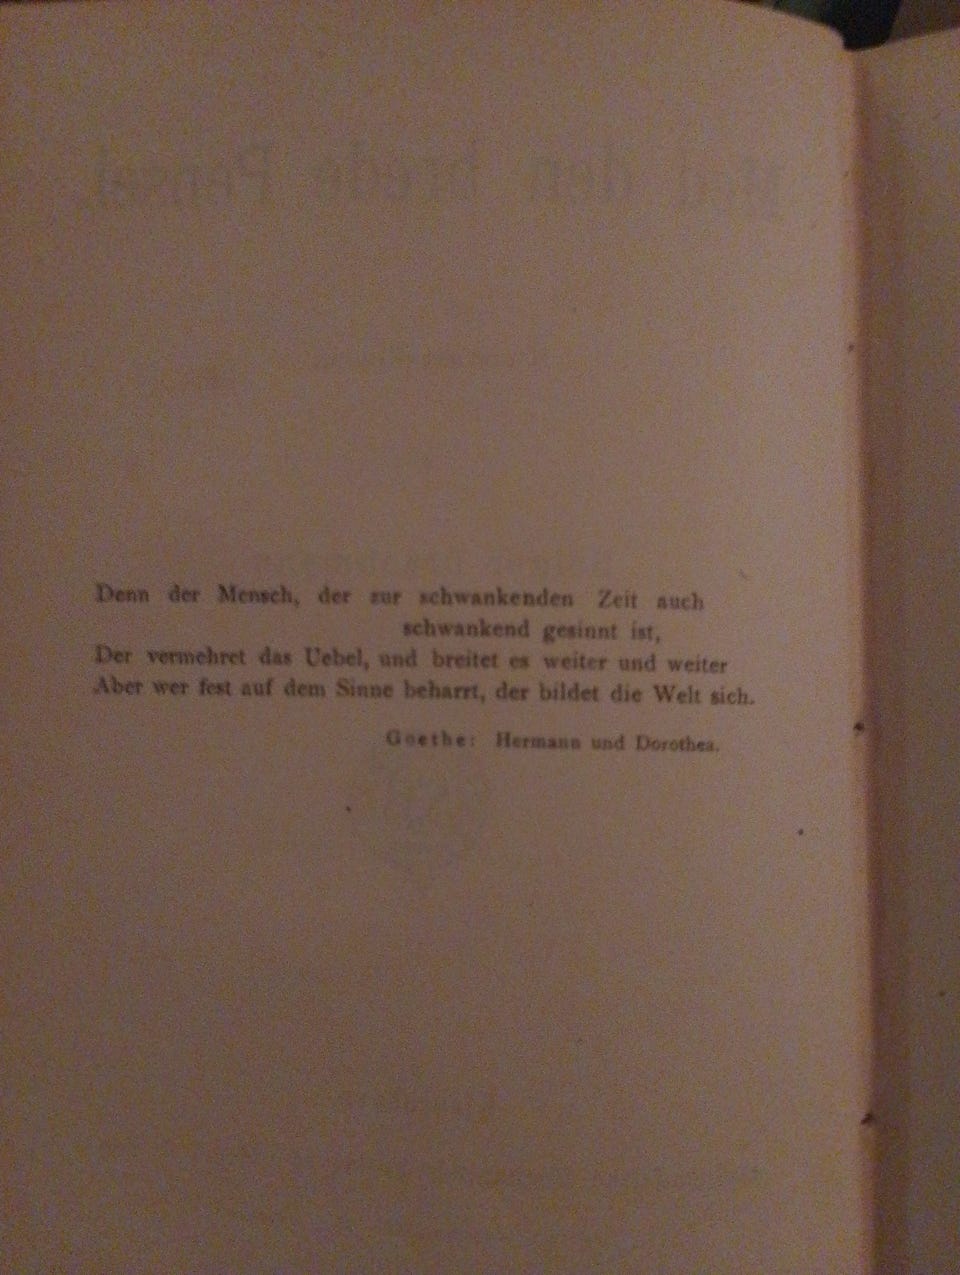 Denn der Mensch, der zur schwankenden Zeit auch
schwankend gesinnt ist,
Der vermehret das Uebel, und breitet es weiter und weiter
Aber wer fest auf dem Sinne beharrt, der bildet die Welt sich.
Goethe: Hermann und Dorothea.